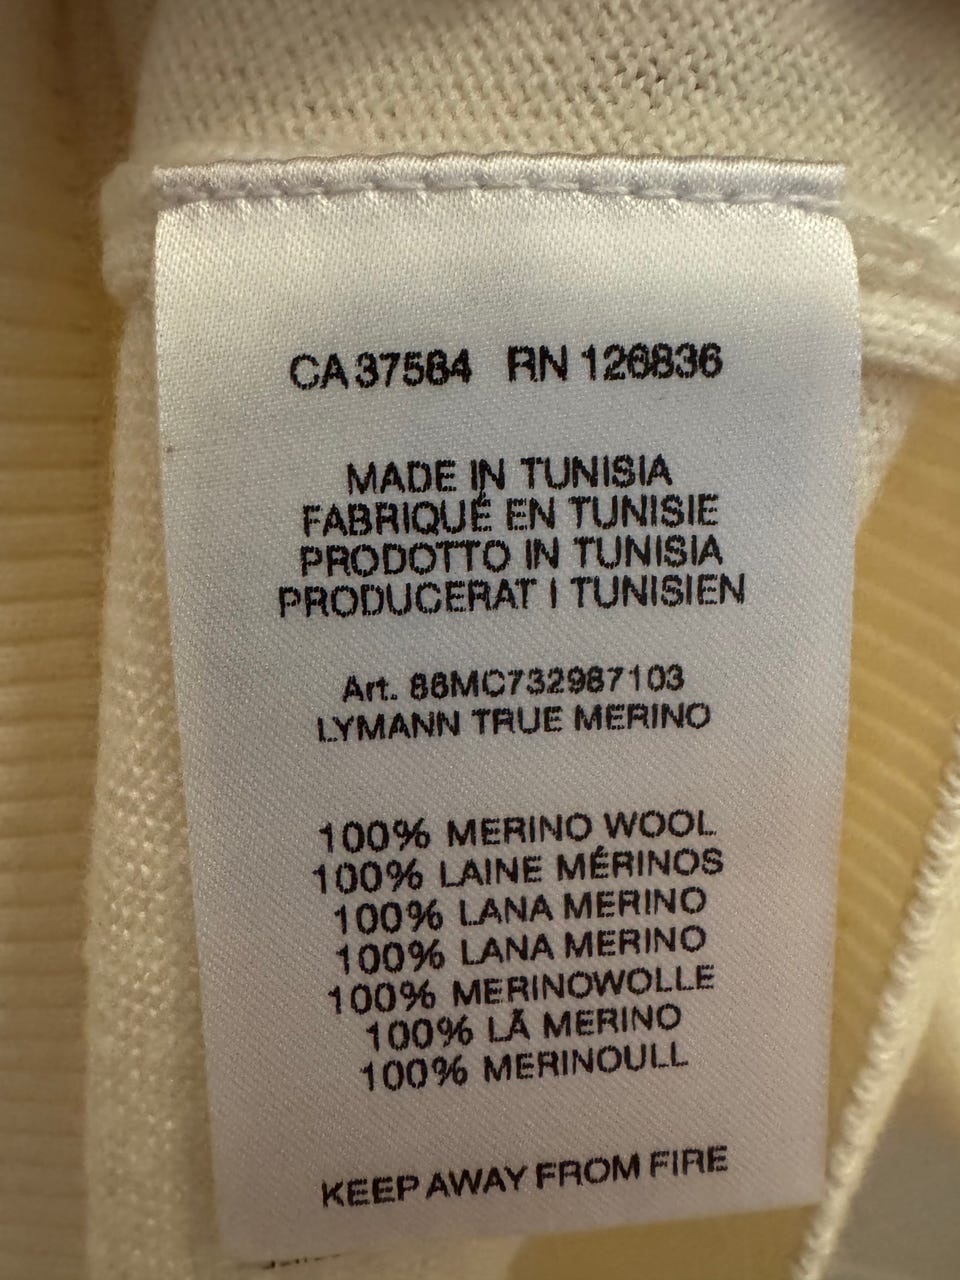 CA 37564 RN 126836
MADE IN TUNISIA
FABRIQUÉ EN TUNISIE
PRODOTTO IN TUNISIA
PRODUCERAT I TUNISIEN
Art. 86MC732987103
LYMANN TRUE MERINO
100% MERINO WOOL
100% LAINE MÉRINOS
100% LANA MERINO
100% LANA MERINO
100% MERINOWOLLE
100% LÃ MERINO
100% MERINOULL
KEEP AWAY FROM FIRE